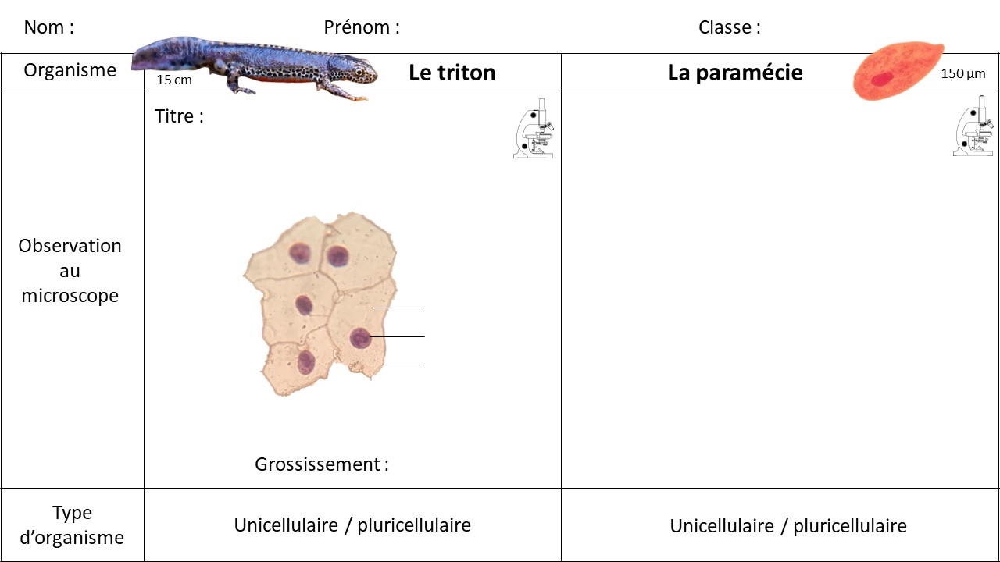 Nom :
Prénom :
Classe :
Organisme
15 cm
Le triton
La paramécie
150 µm
Observation
au
microscope
Titre :
Grossissement :
Type
d’organisme
Unicellulaire / pluricellulaire
Unicellulaire / pluricellulaire